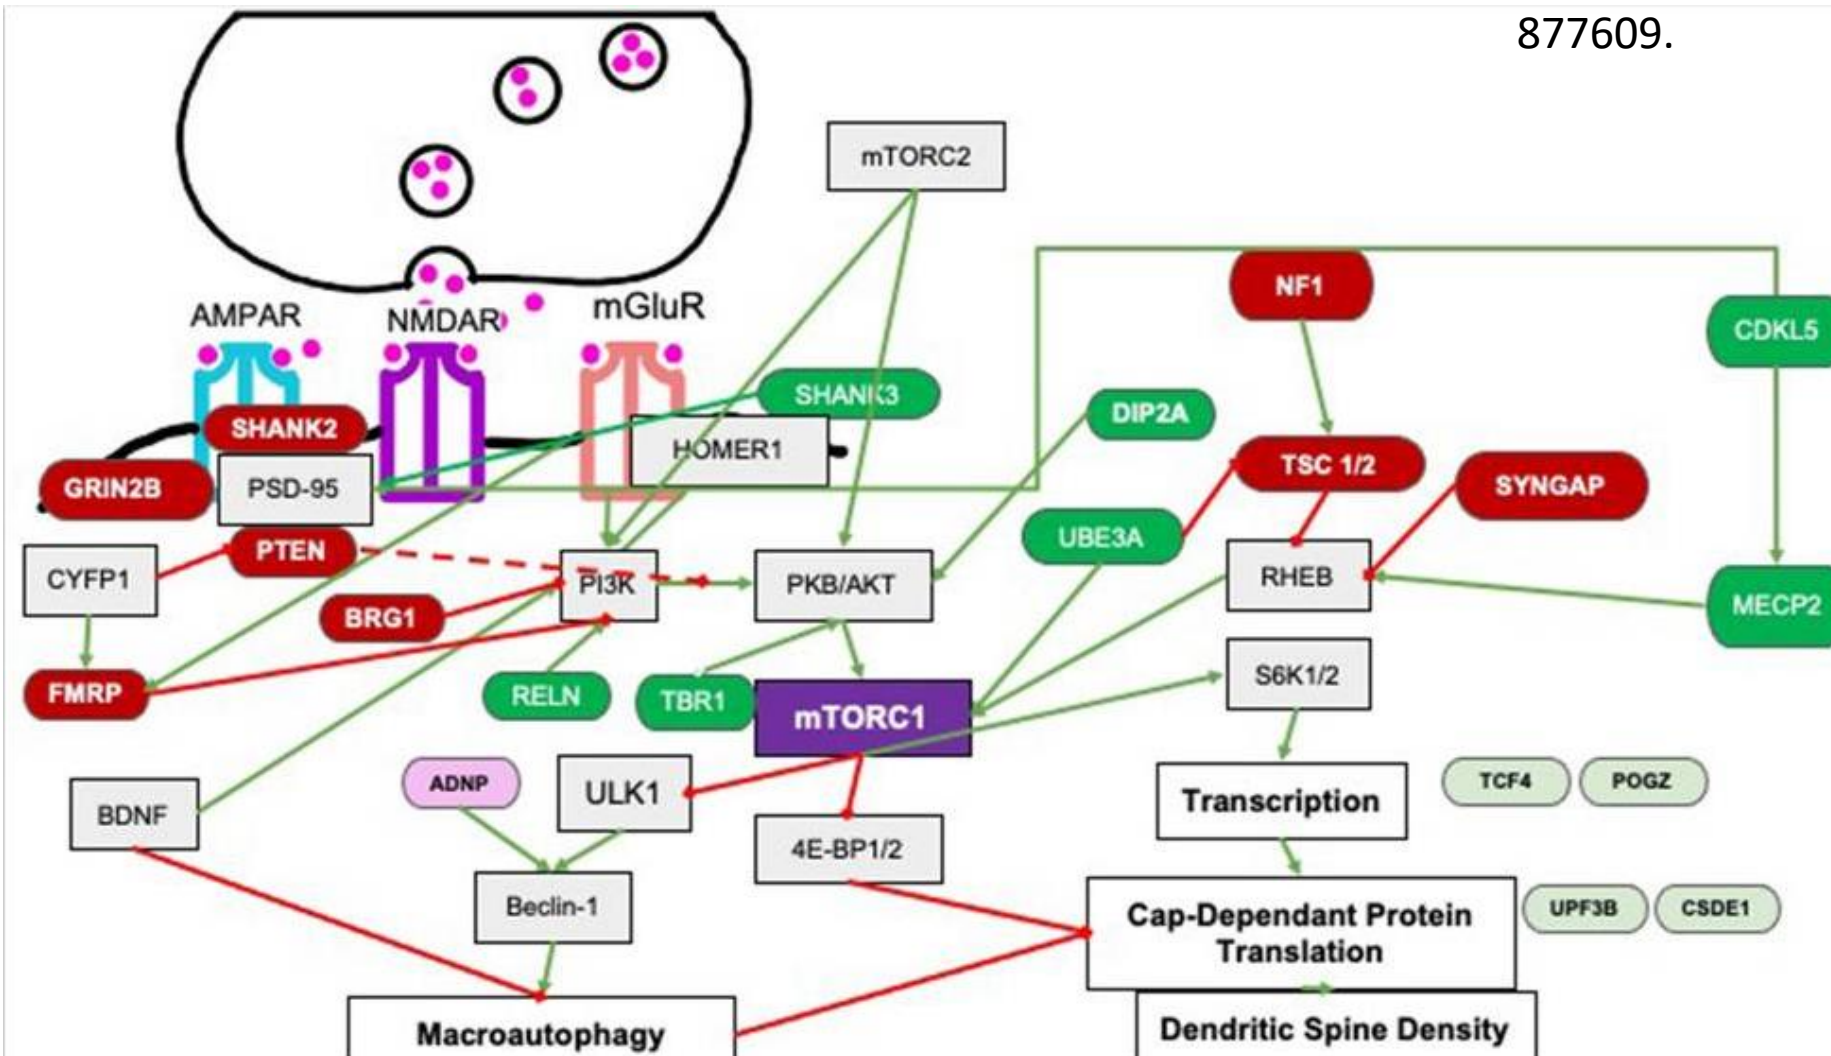 877609.
mTORC2
NF1
AMPAR
NMDAR
mGluR
CDKL5
SHANK3
DIP2A
SHANK2
HOMER1
TSC 1/2
GRIN2B
PSD-95
SYNGAP
UBE3A
PTEN
CYFP1
PI3K
PKB/AKT
RHEB
MECP2
BRG1
FMRP
RELN
TBR1
mTORC1
S6K1/2
ADNP
ULK1
TCF4
POGZ
BDNF
Transcription
4E-BP1/2
Beclin-1
Cap-Dependant Protein
Translation
UPF3B
CSDE1
Macroautophagy
Dendritic Spine Density